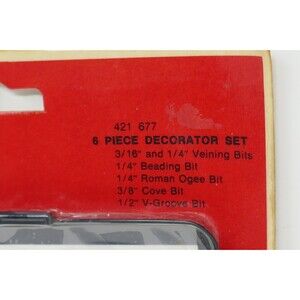 421 677
6 PIECE DECORATOR SET
3/16" and 1/4" Veining Bits
1/4" Beading Bit
1/4" Roman Ogee Bit
3/8" Cove Bit
1/2" V-Groove Bit